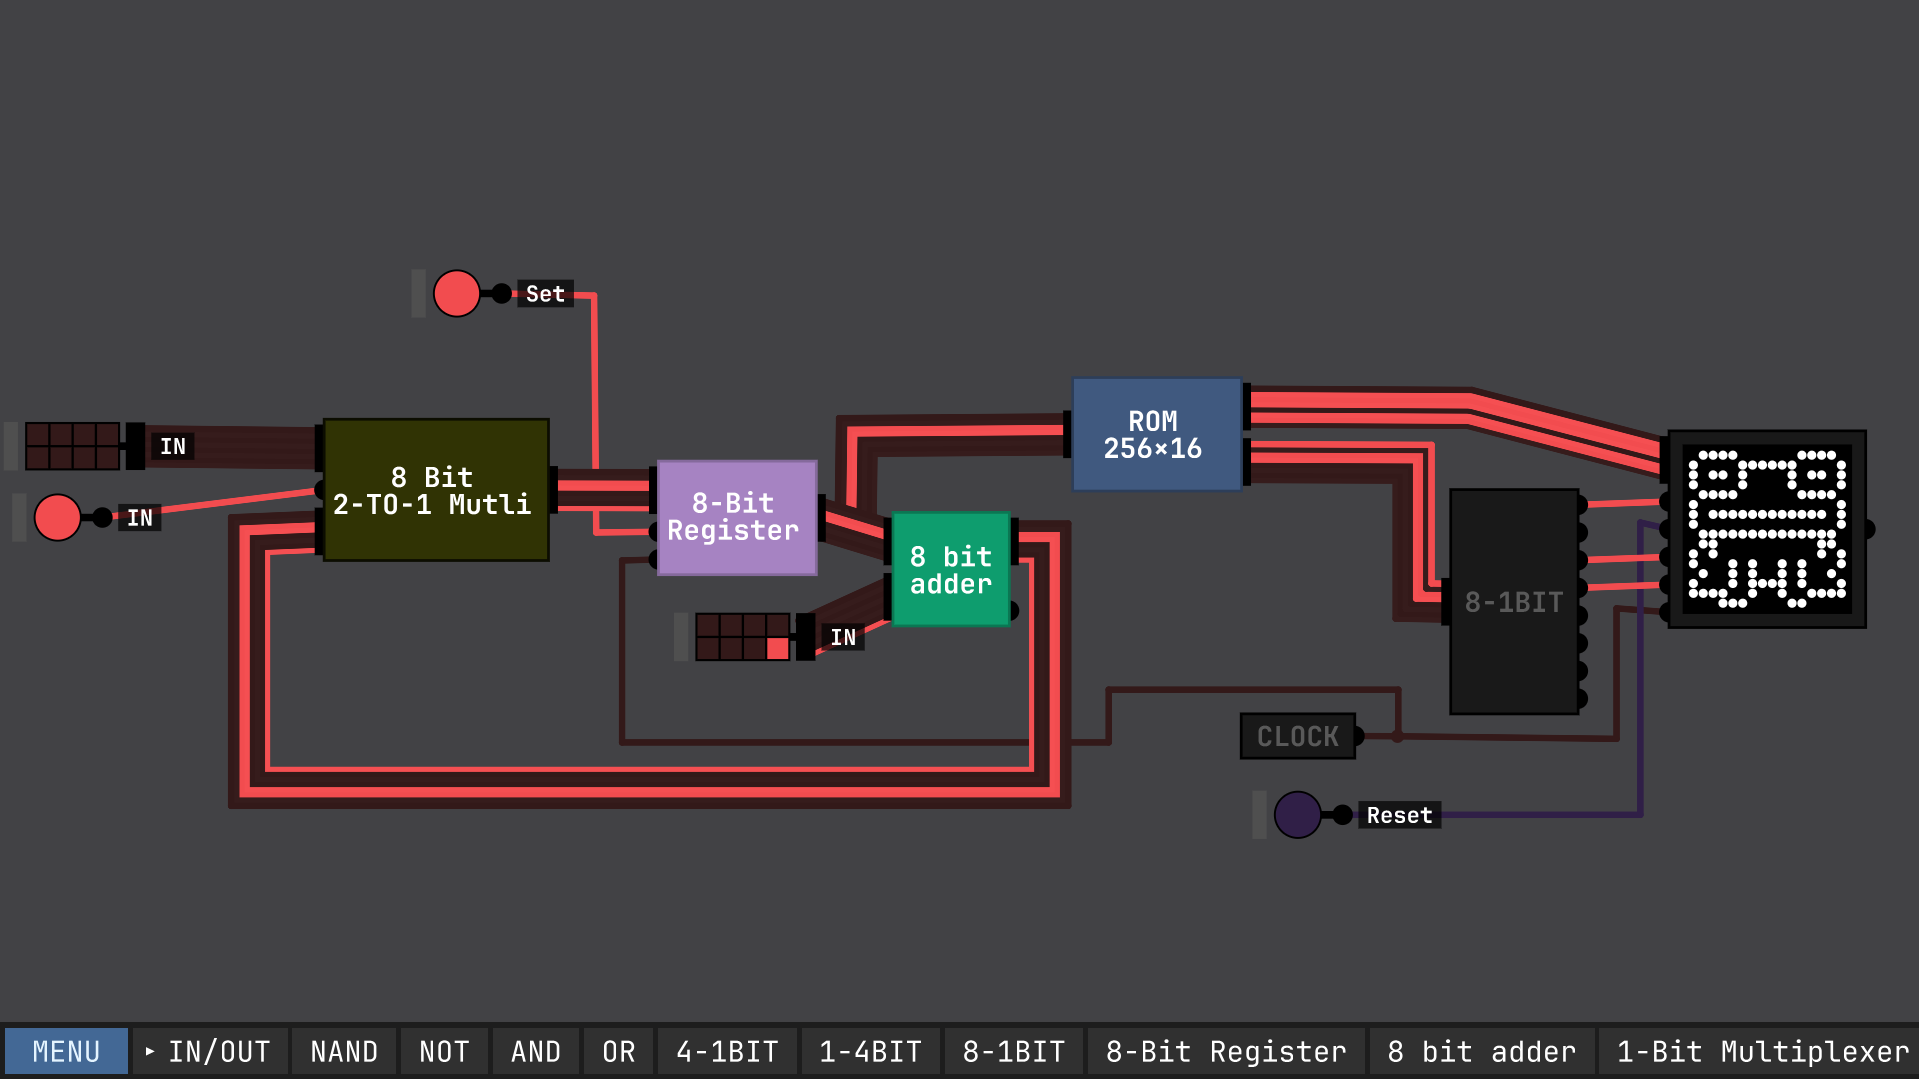 Set
IN
IN
8 Bit
2-TO-1 Mutli
8-Bit
Register
8 bit
adder
IN
ROM
256×16
8-1BIT
CLOCK
Reset
MENU
▸ IN/OUT
NAND
NOT
AND
OR
4-1BIT
1-4BIT
8-1BIT
8-Bit Register
8 bit adder
1-Bit Multiplexer